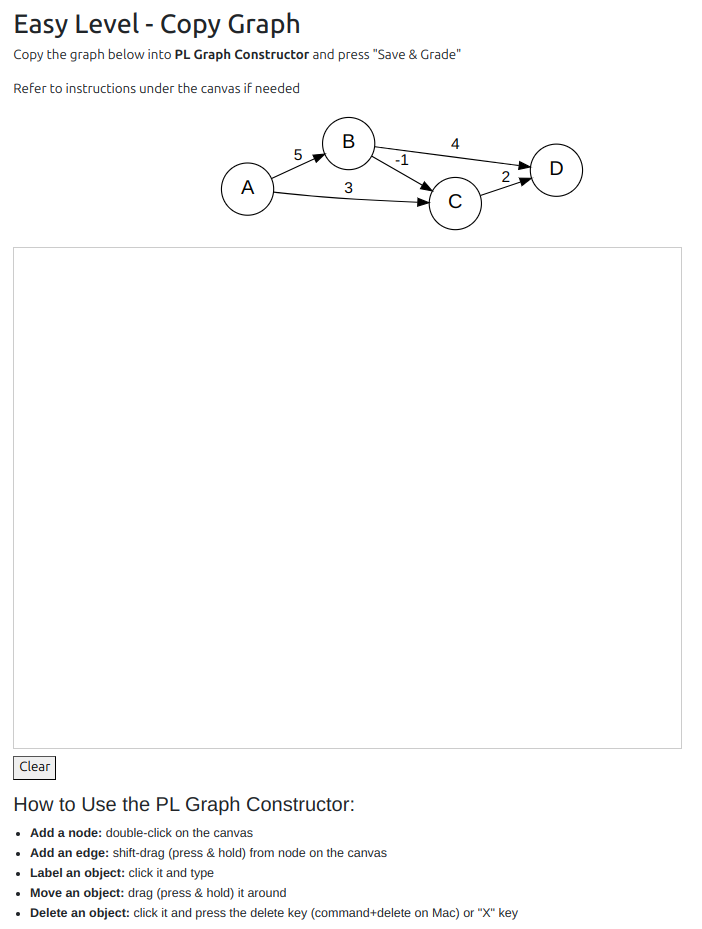 Easy Level - Copy Graph
Copy the graph below into PL Graph Constructor and press "Save & Grade"
Refer to instructions under the canvas if needed
B
4
5
-1
D
2
A
3
C
Clear
How to Use the PL Graph Constructor:
• Add a node: double-click on the canvas
• Add an edge: shift-drag (press & hold) from node on the canvas
• Label an object: click it and type
• Move an object: drag (press & hold) it around
• Delete an object: click it and press the delete key (command+delete on Mac) or "X" key